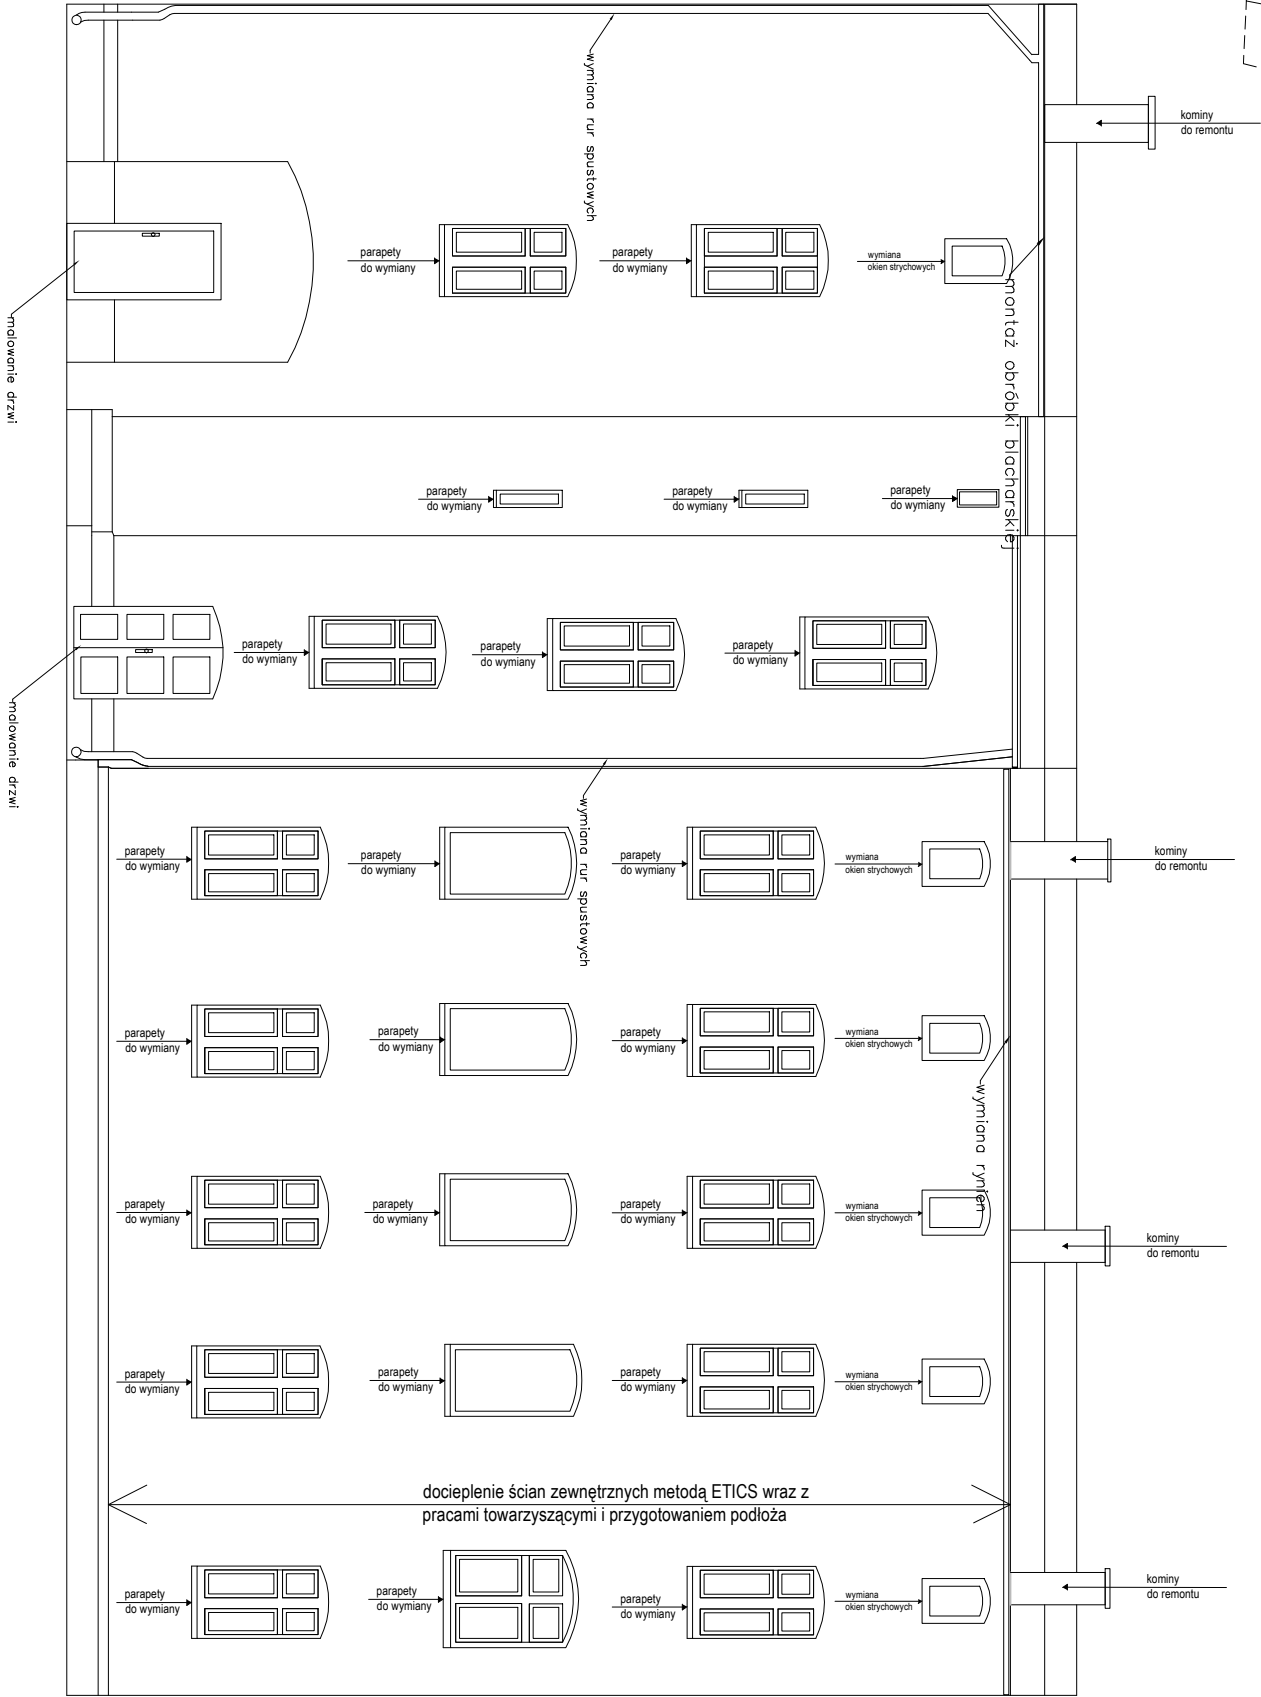 kominy
do remontu
wymiana rur spustowych
parapety
do wymiany
parapety
do wymiany
wymiana
okien strychowych
malowanie drzwi
montaż obróbki blacharskiej
parapety
do wymiany
parapety
do wymiany
parapety
do wymiany
parapety
do wymiany
parapety
do wymiany
parapety
do wymiany
malowanie drzwi
wymiana rur spustowych
parapety
do wymiany
parapety
do wymiany
parapety
do wymiany
wymiana
okien strychowych
kominy
do remontu
parapety
do wymiany
parapety
do wymiany
parapety
do wymiany
wymiana
okien strychowych
wymiana rynien
parapety
do wymiany
parapety
do wymiany
parapety
do wymiany
wymiana
okien strychowych
kominy
do remontu
parapety
do wymiany
parapety
do wymiany
parapety
do wymiany
wymiana
okien strychowych
docieplenie ścian zewnętrznych metodą ETICS wraz z
pracami towarzyszącymi i przygotowaniem podłoża
parapety
do wymiany
parapety
do wymiany
parapety
do wymiany
wymiana
okien strychowych
kominy
do remontu